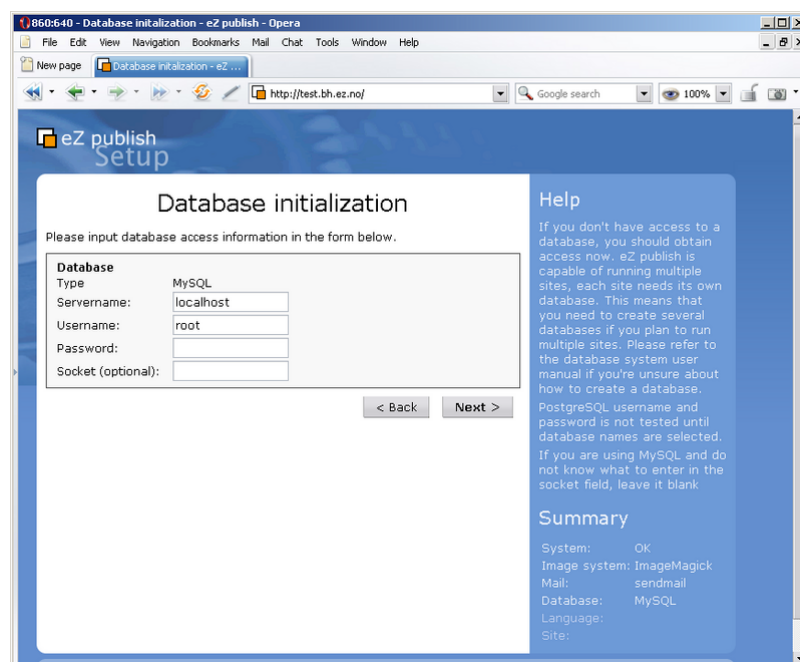 860:640 - Database initalization - eZ publish - Opera
File Edit View Navigation Bookmarks Mail Chat Tools Window Help
New page Database initalization - eZ ...
http://test.bh.ez.no/ Google search 100%
eZ publish
Setup
Database initialization
Please input database access information in the form below.
Database
Type MySQL
Servername: localhost
Username: root
Password:
Socket (optional):
< Back Next >
Help
If you don't have access to a
database, you should obtain
access now. eZ publish is
capable of running multiple
sites, each site needs its own
database. This means that
you need to create several
databases if you plan to run
multiple sites. Please refer to
the database system user
manual if you're unsure about
how to create a database.
PostgreSQL username and
password is not tested until
database names are selected.
If you are using MySQL and do
not know what to enter in the
socket field, leave it blank
Summary
System: OK
Image system: ImageMagick
Mail: sendmail
Database: MySQL
Language:
Site: